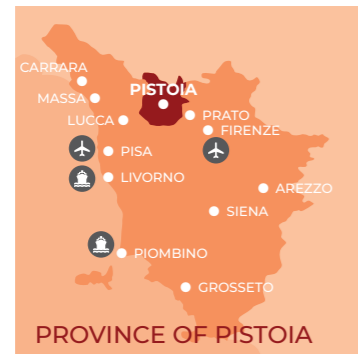 CARRARA
PISTOIA
MASSA
LUCCA
PRATO
FIRENZE
PISA
LIVORNO
AREZZO
SIENA
PIOMBINO
GROSSETO
PROVINCE OF PISTOIA